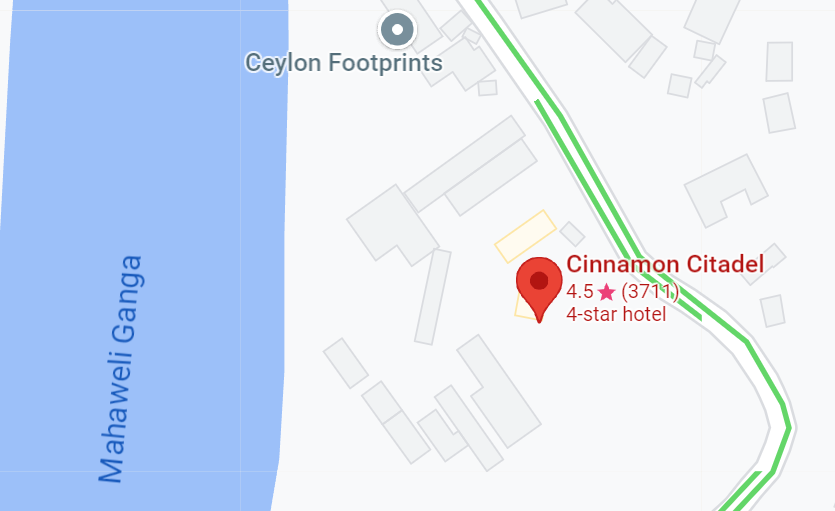 Ceylon Footprints
Cinnamon Citadel
4.5 ★ (3711)
4-star hotel
Mahaweli Ganga